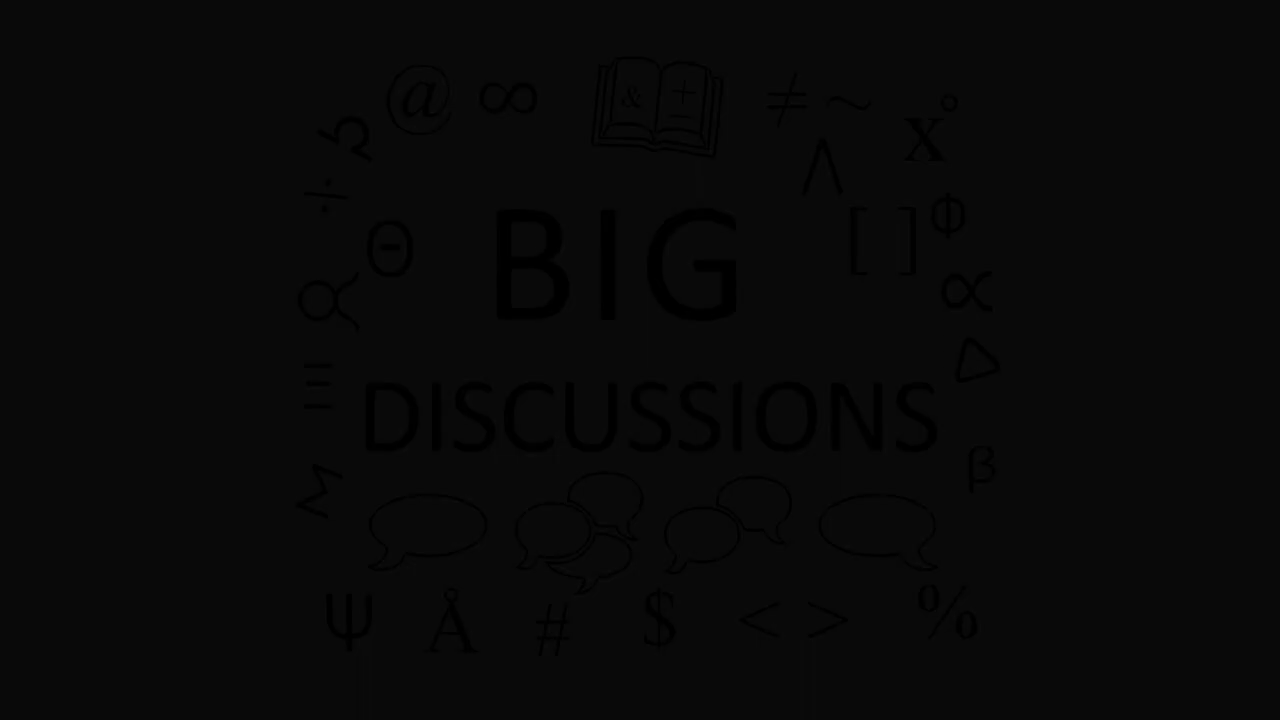 @ ∞ & + − ≠ ~ x°
Ω ÷ Λ
Θ BIG [ ] Φ
∝ ∝
Ξ DISCUSSIONS Δ
Σ β
Ψ Å # $ < > %